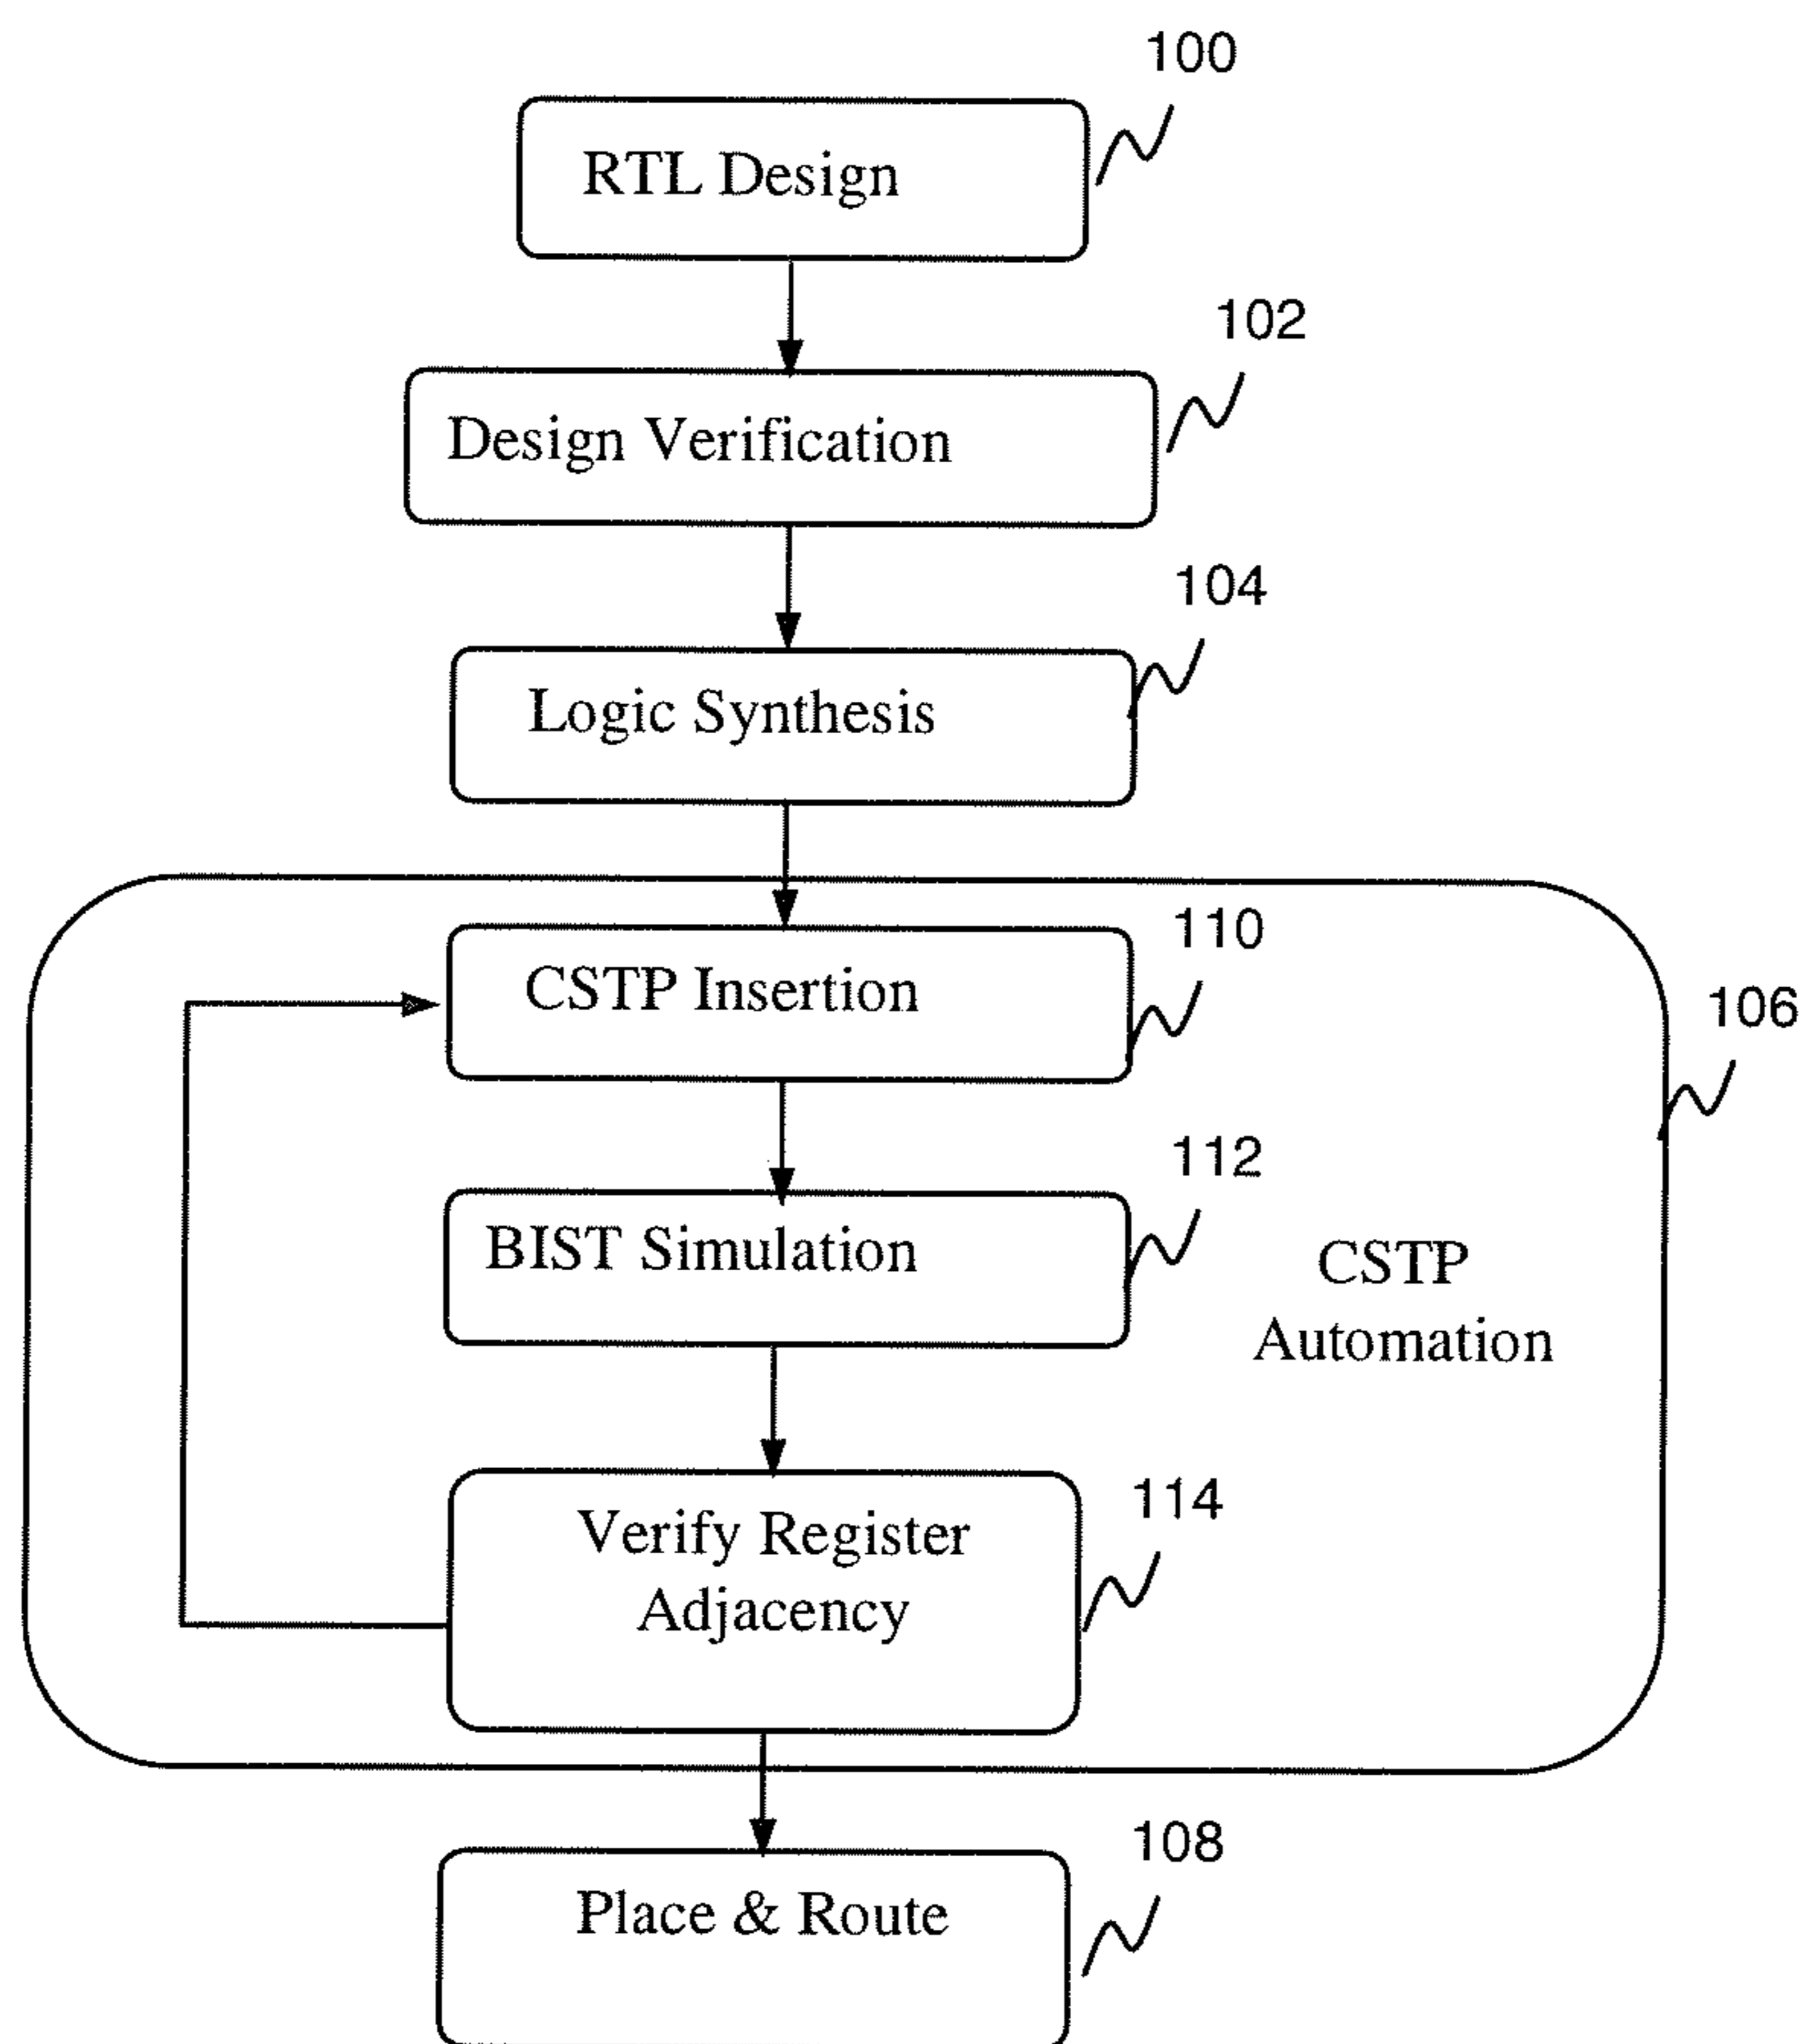 100
RTL Design
102
Design Verification
104
Logic Synthesis
110
CSTP Insertion
106
112
BIST Simulation
CSTP
Automation
114
Verify Register
Adjacency
108
Place & Route